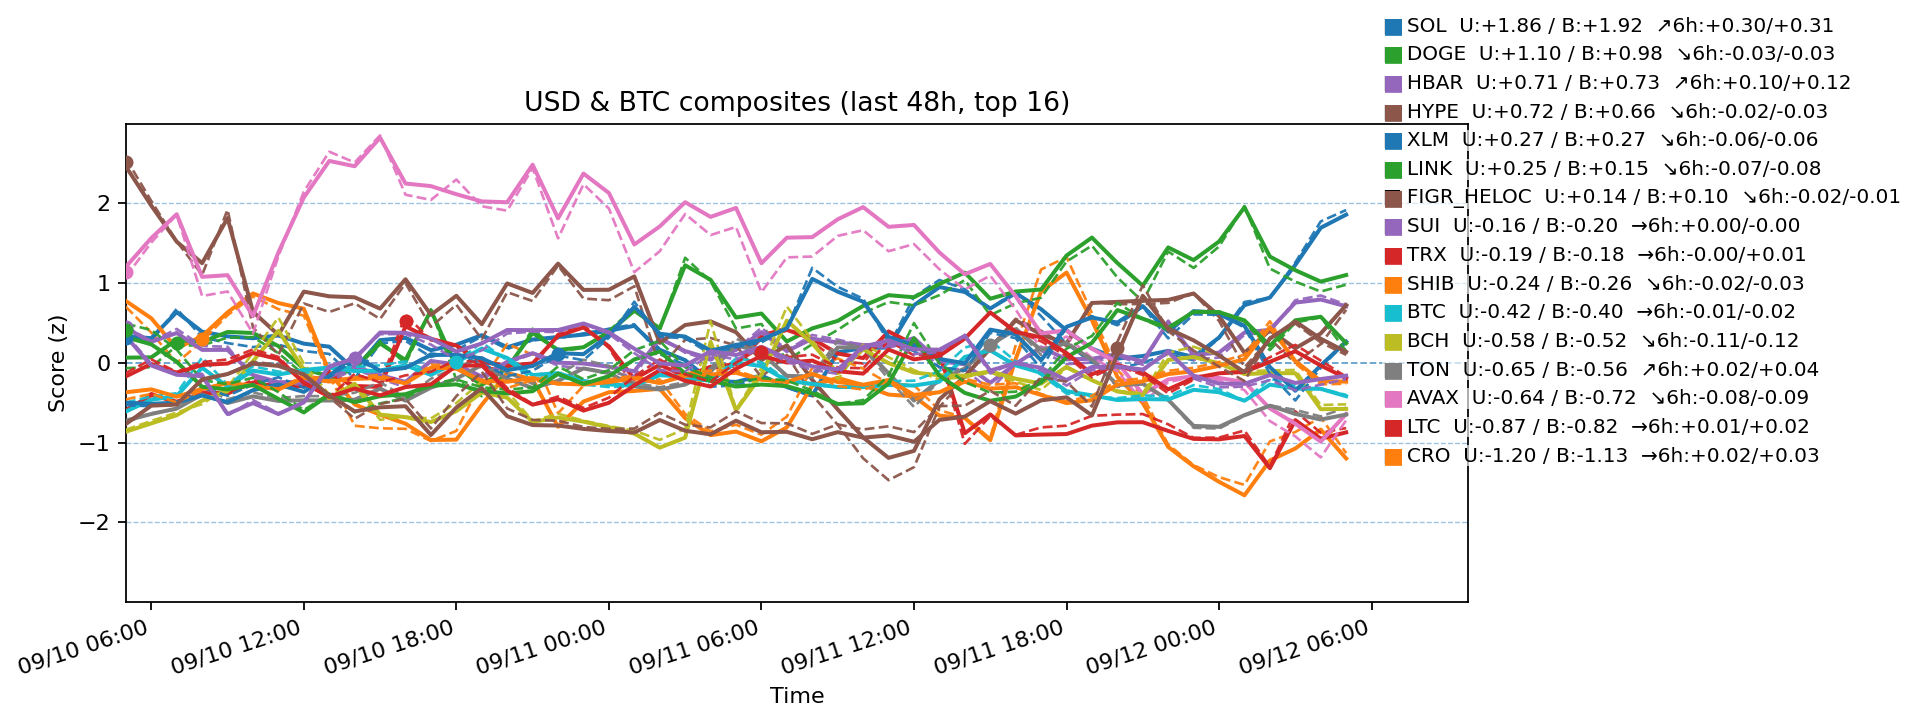 SOL U:+1.86 / B:+1.92 ↗6h:+0.30/+0.31
DOGE U:+1.10 / B:+0.98 ↘6h:-0.03/-0.03
HBAR U:+0.71 / B:+0.73 ↗6h:+0.10/+0.12
HYPE U:+0.72 / B:+0.66 ↘6h:-0.02/-0.03
XLM U:+0.27 / B:+0.27 ↘6h:-0.06/-0.06
LINK U:+0.25 / B:+0.15 ↘6h:-0.07/-0.08
FIGR_HELOC U:+0.14 / B:+0.10 ↘6h:-0.02/-0.01
SUI U:-0.16 / B:-0.20 →6h:+0.00/-0.00
TRX U:-0.19 / B:-0.18 →6h:-0.00/+0.01
SHIB U:-0.24 / B:-0.26 ↘6h:-0.02/-0.03
BTC U:-0.42 / B:-0.40 →6h:-0.01/-0.02
BCH U:-0.58 / B:-0.52 ↘6h:-0.11/-0.12
TON U:-0.65 / B:-0.56 ↗6h:+0.02/+0.04
AVAX U:-0.64 / B:-0.72 ↘6h:-0.08/-0.09
LTC U:-0.87 / B:-0.82 →6h:+0.01/+0.02
CRO U:-1.20 / B:-1.13 →6h:+0.02/+0.03
USD & BTC composites (last 48h, top 16)
Score (z)
2
1
0
−1
−2
09/10 06:00
09/10 12:00
09/10 18:00
09/11 00:00
09/11 06:00
09/11 12:00
09/11 18:00
09/12 00:00
09/12 06:00
Time